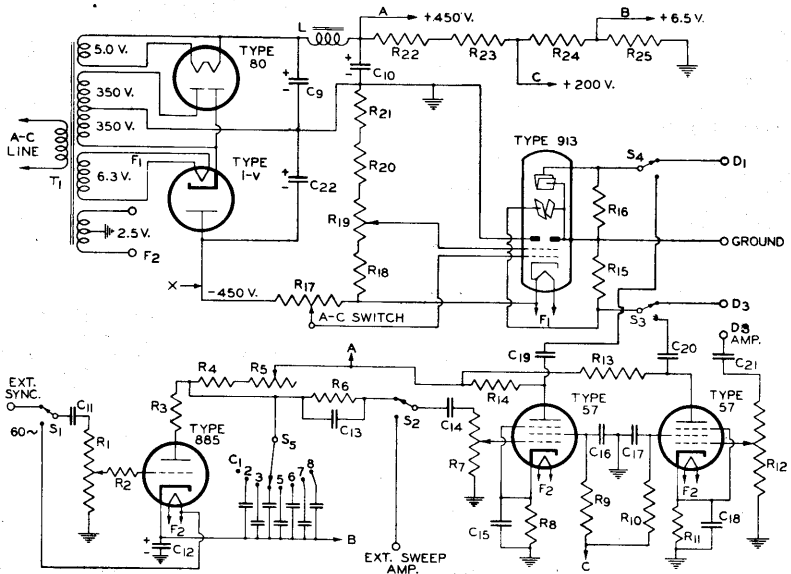 A
+450 V.
B
+6.5 V.
L
R22
R23
R24
R25
5.0 V.
TYPE
80
C10
C
+200 V.
C9
350 V.
350 V.
R21
TYPE 913
A-C
LINE
T1
F1
6.3 V.
TYPE
1-V
C22
R20
S4
D1
R16
R19
GROUND
2.5 V.
F2
R18
R15
X
-450 V.
R17
A-C SWITCH
F1
S3
D3
D3
AMP.
R4
R5
A
C19
R13
C20
C21
EXT.
SYNC.
C11
R3
R6
R14
TYPE
57
TYPE
57
S1
60~
TYPE
885
C13
S2
C14
R1
S5
R7
C16
C17
R12
R2
C1
2
3
5
6
7
8
F2
F2
R9
R10
F2
C15
R8
R11
C18
C12
B
EXT. SWEEP
AMP.
C